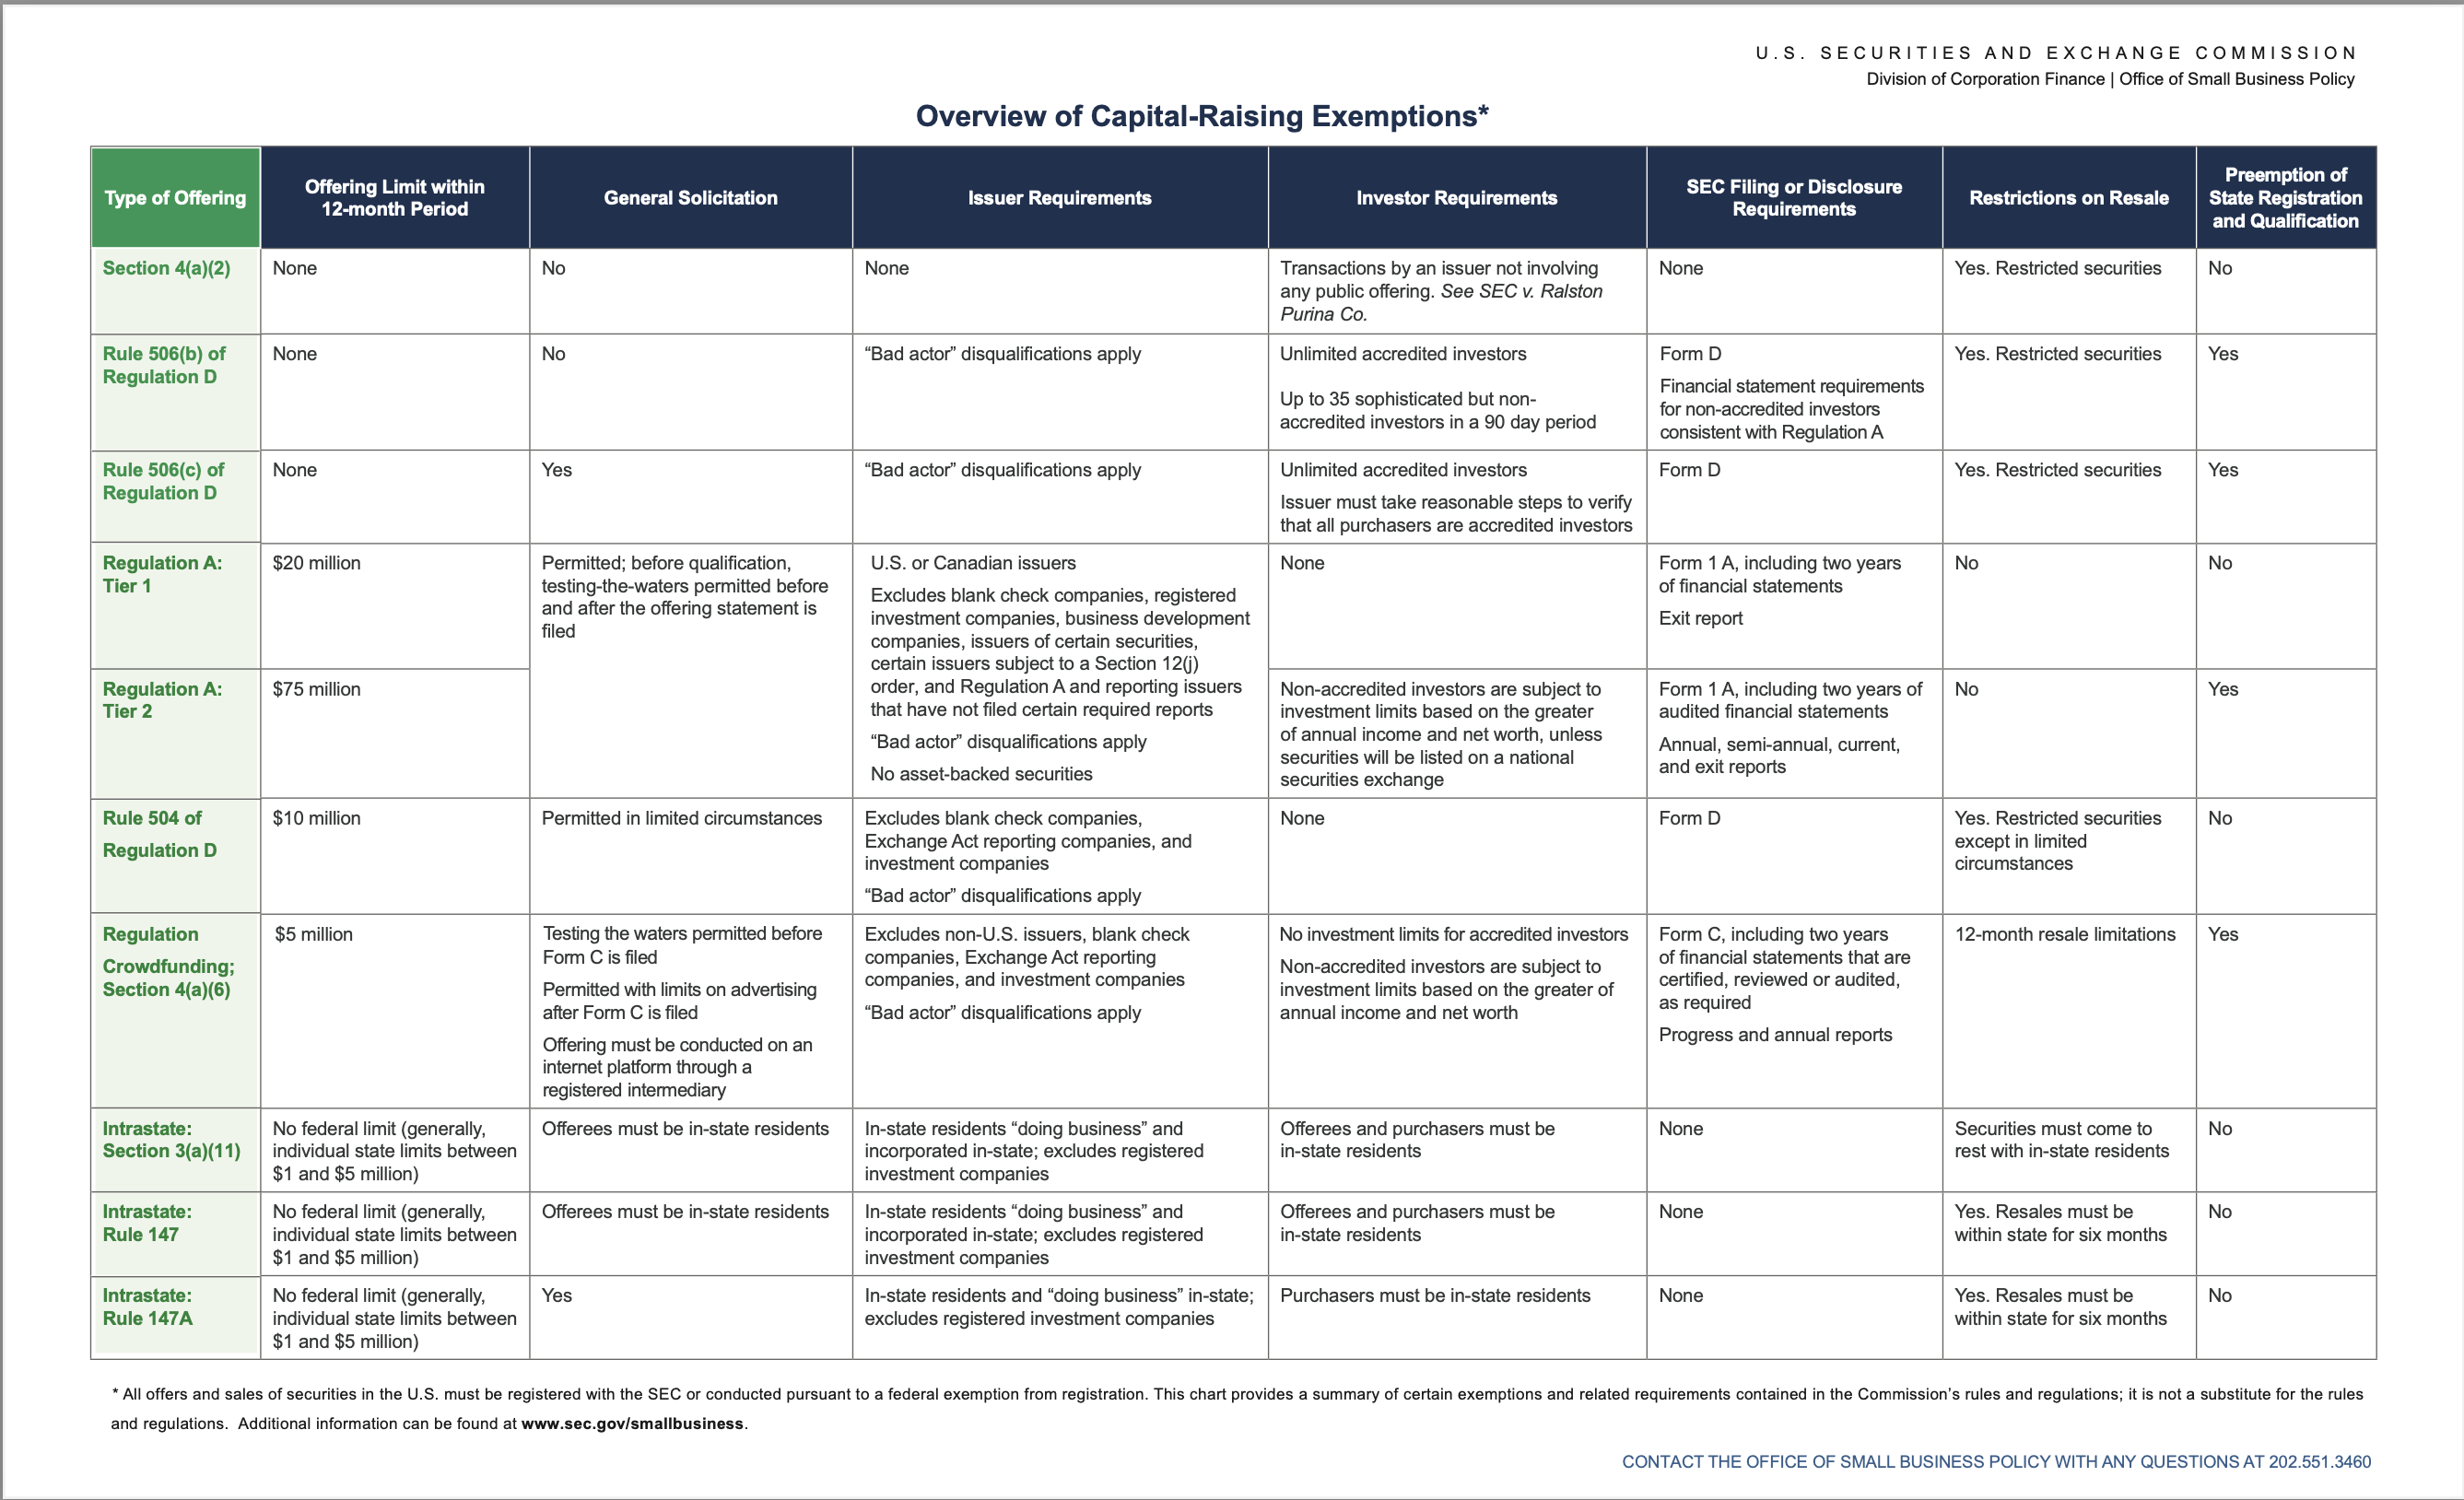 U.S. SECURITIES AND EXCHANGE COMMISSION
Division of Corporation Finance | Office of Small Business Policy
Overview of Capital-Raising Exemptions*
Type of Offering
Offering Limit within
12-month Period
General Solicitation
Issuer Requirements
Investor Requirements
SEC Filing or Disclosure
Requirements
Restrictions on Resale
Preemption of
State Registration
and Qualification
Section 4(a)(2)
None
No
None
Transactions by an issuer not involving
any public offering. See SEC v. Ralston
Purina Co.
None
Yes. Restricted securities
No
Rule 506(b) of
Regulation D
None
No
“Bad actor” disqualifications apply
Unlimited accredited investors
Up to 35 sophisticated but non-
accredited investors in a 90 day period
Form D
Financial statement requirements
for non-accredited investors
consistent with Regulation A
Yes. Restricted securities
Yes
Rule 506(c) of
Regulation D
None
Yes
“Bad actor” disqualifications apply
Unlimited accredited investors
Issuer must take reasonable steps to verify
that all purchasers are accredited investors
Form D
Yes. Restricted securities
Yes
Regulation A:
Tier 1
$20 million
Permitted; before qualification,
testing-the-waters permitted before
and after the offering statement is
filed
U.S. or Canadian issuers
Excludes blank check companies, registered
investment companies, business development
companies, issuers of certain securities,
certain issuers subject to a Section 12(j)
order, and Regulation A and reporting issuers
that have not filed certain required reports
“Bad actor” disqualifications apply
No asset-backed securities
None
Form 1 A, including two years
of financial statements
Exit report
No
No
Regulation A:
Tier 2
$75 million
Non-accredited investors are subject to
investment limits based on the greater
of annual income and net worth, unless
securities will be listed on a national
securities exchange
Form 1 A, including two years of
audited financial statements
Annual, semi-annual, current,
and exit reports
No
Yes
Rule 504 of
Regulation D
$10 million
Permitted in limited circumstances
Excludes blank check companies,
Exchange Act reporting companies, and
investment companies
“Bad actor” disqualifications apply
None
Form D
Yes. Restricted securities
except in limited
circumstances
No
Regulation
Crowdfunding;
Section 4(a)(6)
$5 million
Testing the waters permitted before
Form C is filed
Permitted with limits on advertising
after Form C is filed
Offering must be conducted on an
internet platform through a
registered intermediary
Excludes non-U.S. issuers, blank check
companies, Exchange Act reporting
companies, and investment companies
“Bad actor” disqualifications apply
No investment limits for accredited investors
Non-accredited investors are subject to
investment limits based on the greater of
annual income and net worth
Form C, including two years
of financial statements that are
certified, reviewed or audited,
as required
Progress and annual reports
12-month resale limitations
Yes
Intrastate:
Section 3(a)(11)
No federal limit (generally,
individual state limits between
$1 and $5 million)
Offerees must be in-state residents
In-state residents “doing business” and
incorporated in-state; excludes registered
investment companies
Offerees and purchasers must be
in-state residents
None
Securities must come to
rest with in-state residents
No
Intrastate:
Rule 147
No federal limit (generally,
individual state limits between
$1 and $5 million)
Offerees must be in-state residents
In-state residents “doing business” and
incorporated in-state; excludes registered
investment companies
Offerees and purchasers must be
in-state residents
None
Yes. Resales must be
within state for six months
No
Intrastate:
Rule 147A
No federal limit (generally,
individual state limits between
$1 and $5 million)
Yes
In-state residents and “doing business” in-state;
excludes registered investment companies
Purchasers must be in-state residents
None
Yes. Resales must be
within state for six months
No
* All offers and sales of securities in the U.S. must be registered with the SEC or conducted pursuant to a federal exemption from registration. This chart provides a summary of certain exemptions and related requirements contained in the Commission’s rules and regulations; it is not a substitute for the rules
and regulations. Additional information can be found at www.sec.gov/smallbusiness.
CONTACT THE OFFICE OF SMALL BUSINESS POLICY WITH ANY QUESTIONS AT 202.551.3460